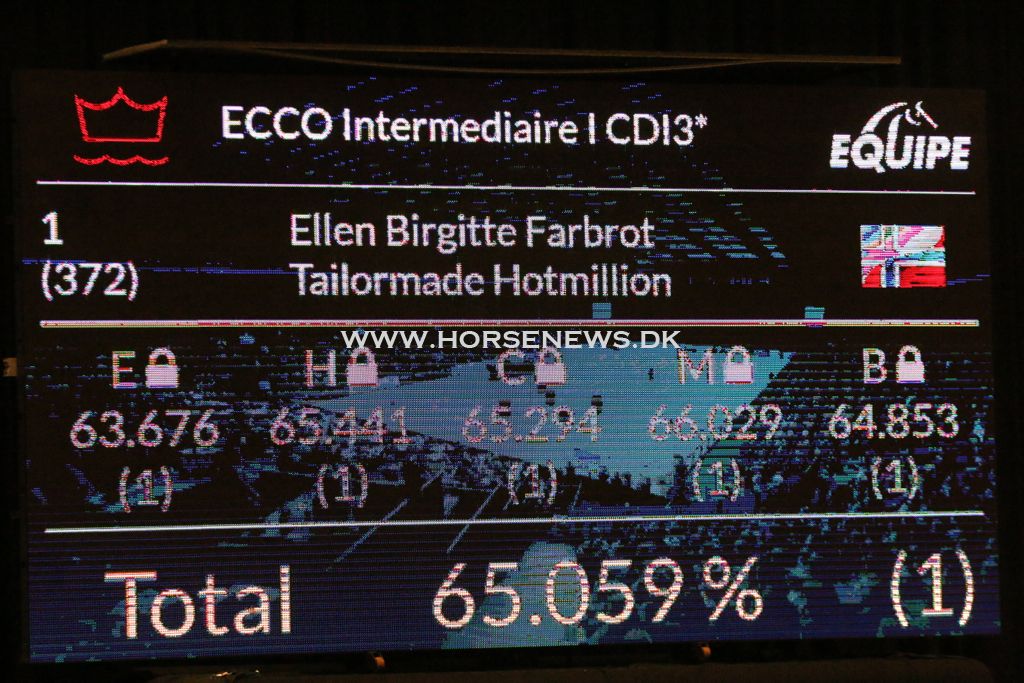 ECCO Intermediaire I CDI3*
EQUIPE
1
Ellen Birgitte Farbrot
(372)
Tailormade Hotmillion
WWW.HORSENEWS.DK
E H C M B
63.676 65.441 65.294 66.029 64.853
(1) (1) (1) (1) (1)
Total 65.059 % (1)